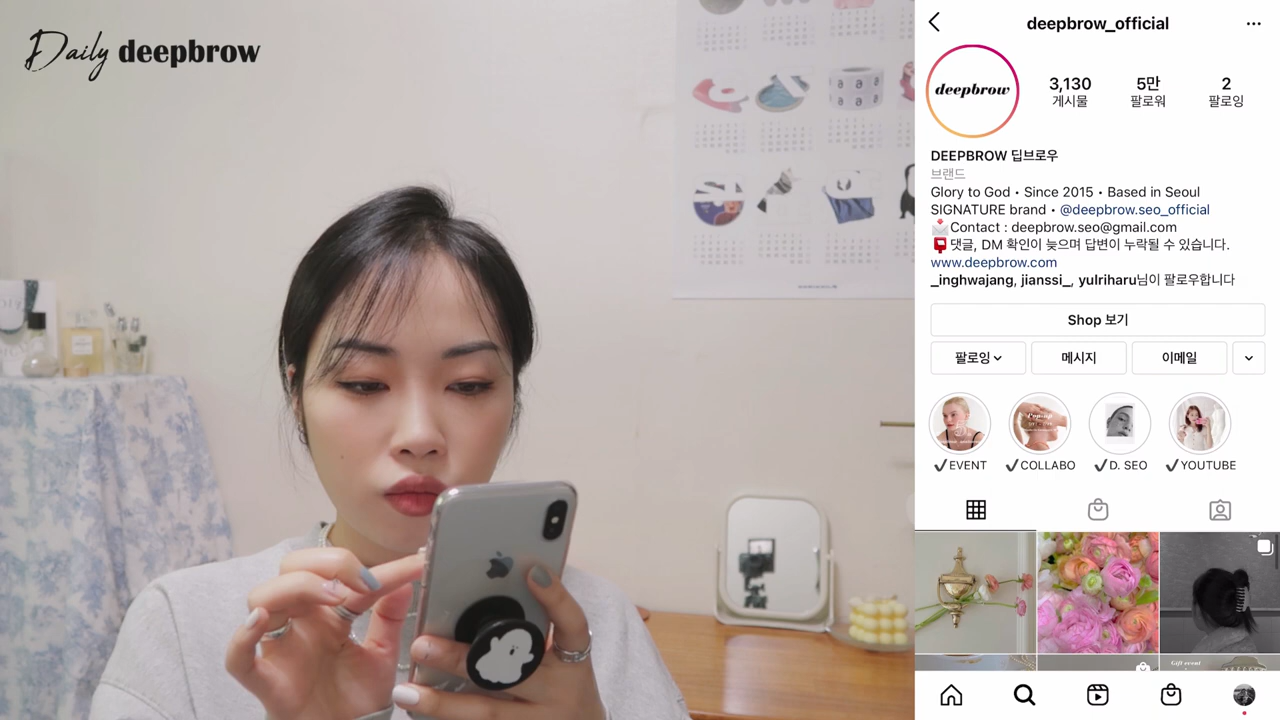 Daily deepbrow
deepbrow_official
deepbrow
3,130
게시물
5만
팔로워
2
팔로잉
DEEPBROW 딥브로우
브랜드
Glory to God • Since 2015 • Based in Seoul
SIGNATURE brand • @deepbrow.seo_official
Contact : deepbrow.seo@gmail.com
댓글, DM 확인이 늦으며 답변이 누락될 수 있습니다.
www.deepbrow.com
_inghwajang, jianssi_, yulriharu님이 팔로우합니다
Shop 보기
팔로잉
메시지
이메일
✔EVENT
✔COLLABO
✔D. SEO
✔YOUTUBE
Gift event